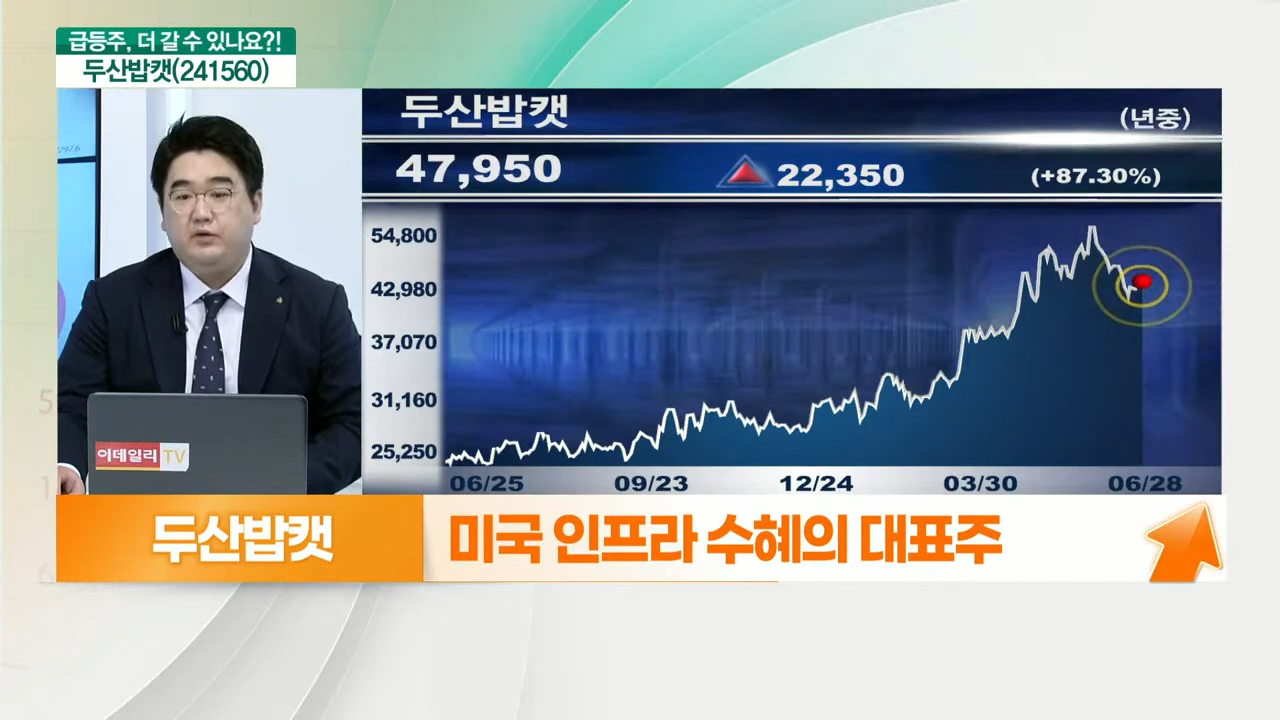 급등주, 더 갈 수 있나요?!
두산밥캣(241560)
두산밥캣
(년중)
47,950
22,350
(+87.30%)
54,800
42,980
37,070
31,160
25,250
06/25
09/23
12/24
03/30
06/28
이데일리 TV
두산밥캣
미국 인프라 수혜의 대표주